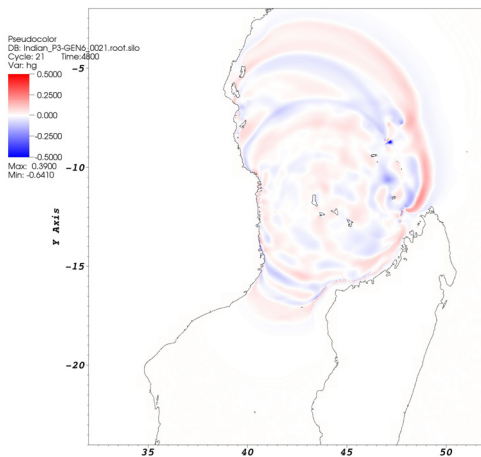 Pseudocolor
DB: Indian_P3-GEN6_0021.root.silo
Cycle: 21 Time:4800
Var: hg
0.5000
0.2500
0.000
-0.2500
-0.5000
Max: 0.3900
Min: -0.6410
-5
-10
-15
-20
Y Axis
35
40
45
50